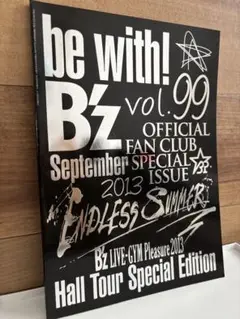 be with!
B'z vol.99
OFFICIAL
FAN CLUB
September SPECIAL
2013 ISSUE
ENDLESS SUMMER
B'z LIVE-GYM Pleasure 2013
Hall Tour Special Edition